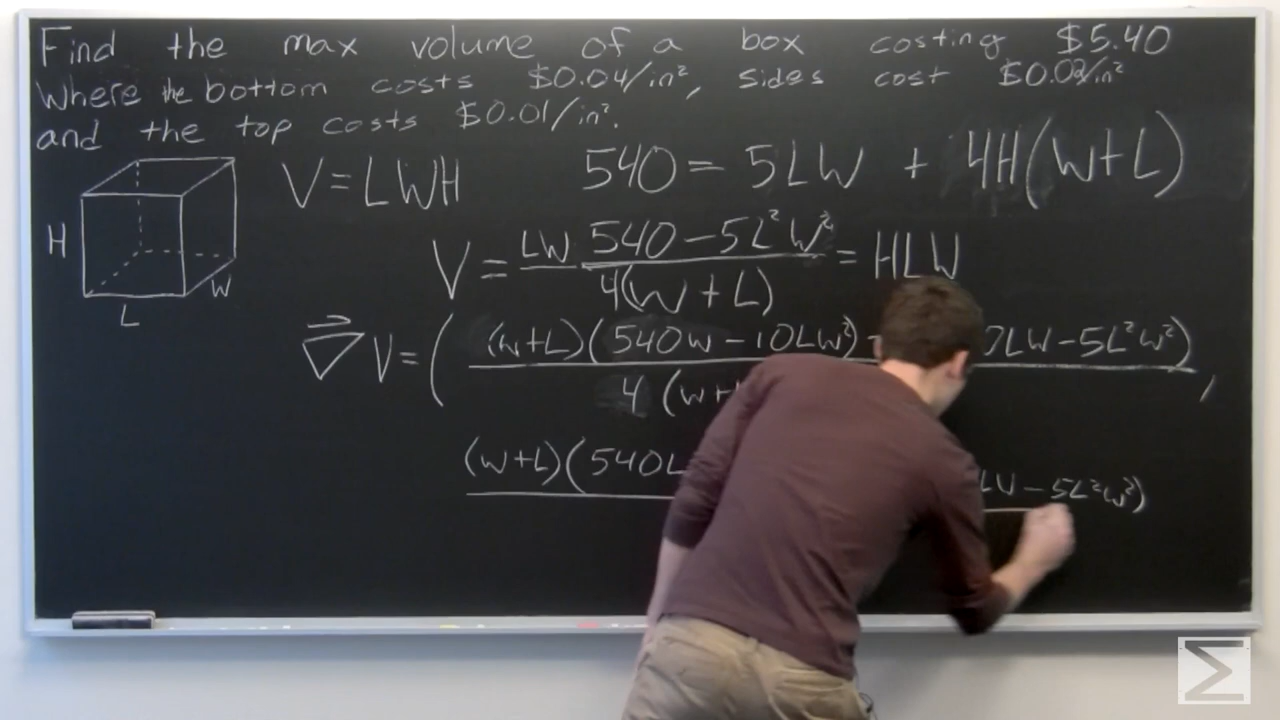 Find the max volume of a box costing $5.40
Where the bottom costs $0.04/in², sides cost $0.02/in²
and the top costs $0.01/in².
V = LWH
540 = 5LW + 4H(W+L)
H
W
L
V = LW 540 - 5L²W² / 4(W+L) = HLW
∇V = ( (W+L)(540W - 10LW²) - LW - 5L²W²) / 4(W+ ,
(W+L)(540L - 5L²W²)
Σ